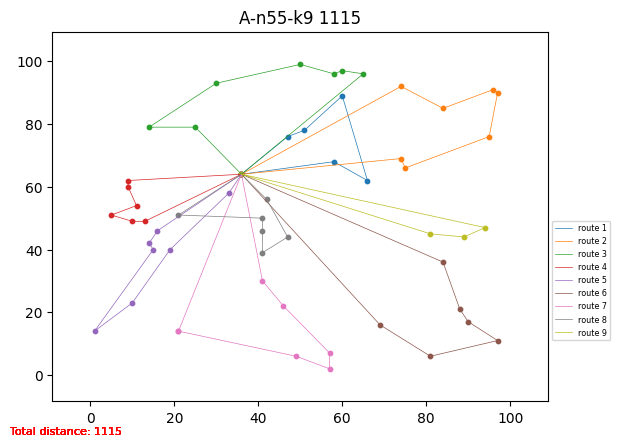 A-n55-k9 1115
100
80
60
40
20
0
0 20 40 60 80 100
route 1
route 2
route 3
route 4
route 5
route 6
route 7
route 8
route 9
Total distance: 1115